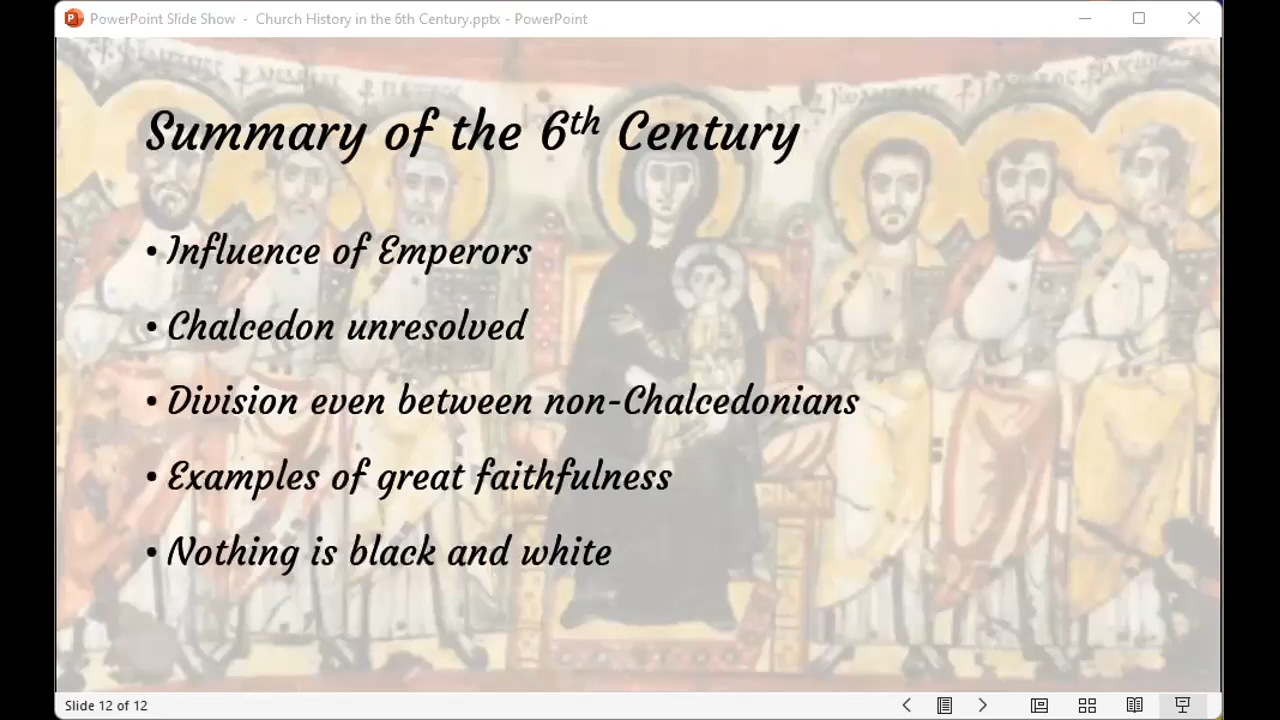 PowerPoint Slide Show - Church History in the 6th Century.pptx - PowerPoint
Summary of the 6th Century
• Influence of Emperors
• Chalcedon unresolved
• Division even between non-Chalcedonians
• Examples of great faithfulness
• Nothing is black and white
Slide 12 of 12